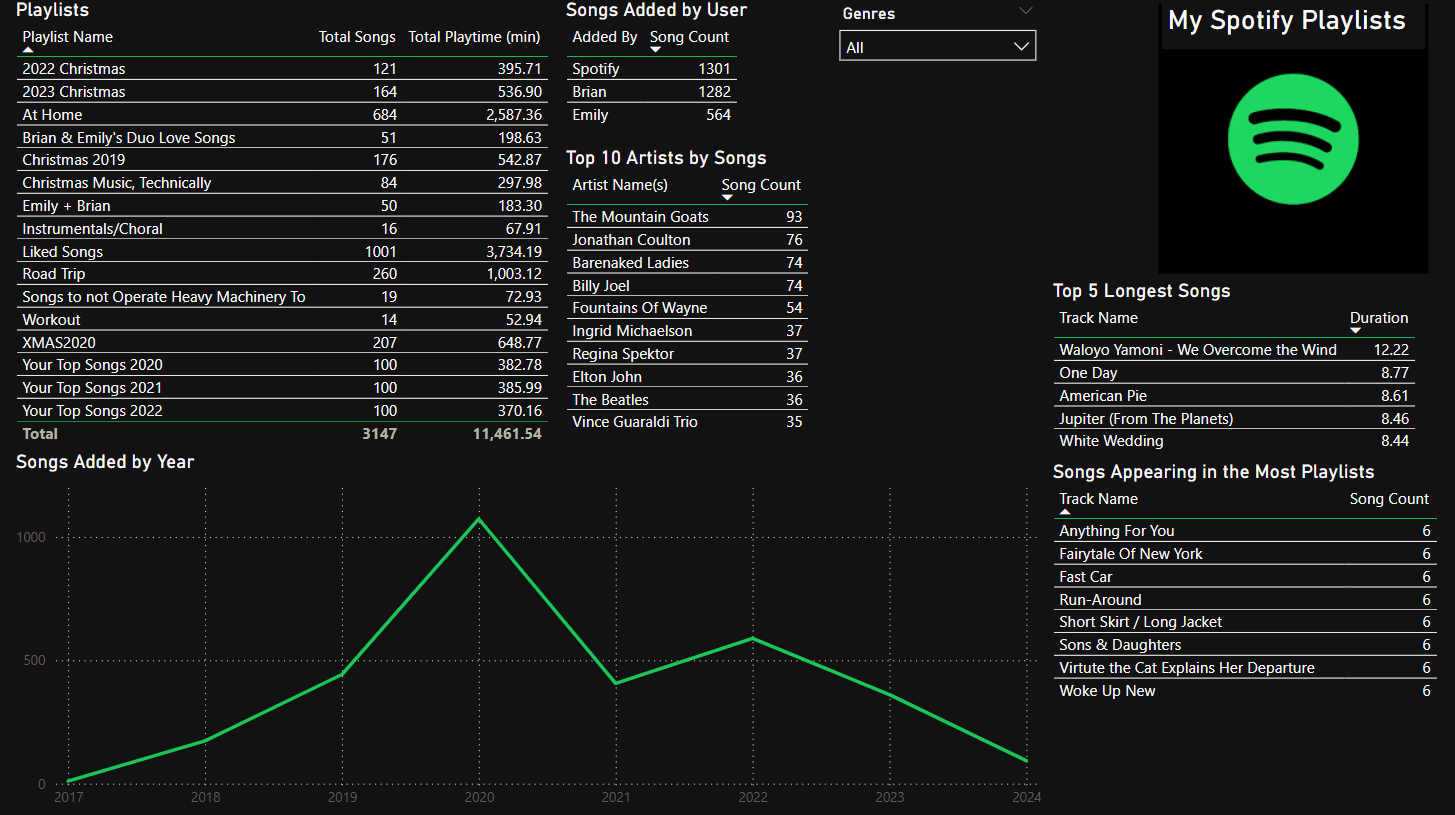 Playlists
Playlist Name Total Songs Total Playtime (min)
2022 Christmas 121 395.71
2023 Christmas 164 536.90
At Home 684 2,587.36
Brian & Emily's Duo Love Songs 51 198.63
Christmas 2019 176 542.87
Christmas Music, Technically 84 297.98
Emily + Brian 50 183.30
Instrumentals/Choral 16 67.91
Liked Songs 1001 3,734.19
Road Trip 260 1,003.12
Songs to not Operate Heavy Machinery To 19 72.93
Workout 14 52.94
XMAS2020 207 648.77
Your Top Songs 2020 100 382.78
Your Top Songs 2021 100 385.99
Your Top Songs 2022 100 370.16
Total 3147 11,461.54
Songs Added by User
Added By Song Count
Spotify 1301
Brian 1282
Emily 564
Top 10 Artists by Songs
Artist Name(s) Song Count
The Mountain Goats 93
Jonathan Coulton 76
Barenaked Ladies 74
Billy Joel 74
Fountains Of Wayne 54
Ingrid Michaelson 37
Regina Spektor 37
Elton John 36
The Beatles 36
Vince Guaraldi Trio 35
Genres
All
My Spotify Playlists
Top 5 Longest Songs
Track Name Duration
Waloyo Yamoni - We Overcome the Wind 12.22
One Day 8.77
American Pie 8.61
Jupiter (From The Planets) 8.46
White Wedding 8.44
Songs Appearing in the Most Playlists
Track Name Song Count
Anything For You 6
Fairytale Of New York 6
Fast Car 6
Run-Around 6
Short Skirt / Long Jacket 6
Sons & Daughters 6
Virtute the Cat Explains Her Departure 6
Woke Up New 6
Songs Added by Year
1000
500
0
2017 2018 2019 2020 2021 2022 2023 2024